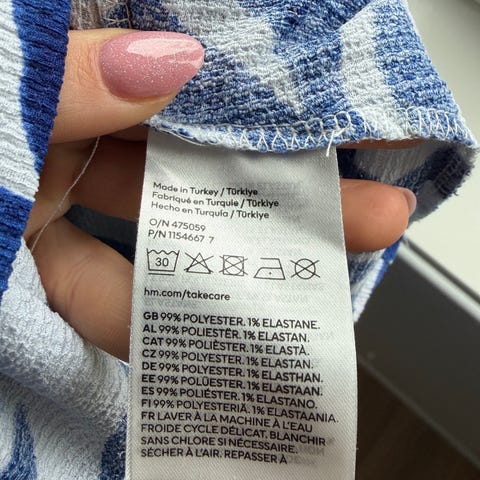 Made in Turkey / Türkiye
Fabriqué en Turquie / Türkiye
Hecho en Turquía / Türkiye
O/N 475059
P/N 1154667 7
30
hm.com/takecare
GB 99% POLYESTER. 1% ELASTANE.
AL 99% POLIESTËR. 1% ELASTAN.
CAT 99% POLIÈSTER. 1% ELASTÀ.
CZ 99% POLYESTER. 1% ELASTAN.
DE 99% POLYESTER. 1% ELASTHAN.
EE 99% POLÜESTER. 1% ELASTAAN.
ES 99% POLIÉSTER. 1% ELASTANO.
FI 99% POLYESTERIÄ. 1% ELASTAANIA.
FR LAVER À LA MACHINE À L'EAU
FROIDE CYCLE DÉLICAT. BLANCHIR
SANS CHLORE SI NÉCESSAIRE.
SÉCHER À L'AIR. REPASSER À